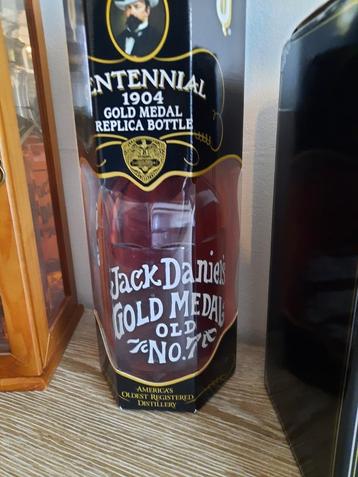 ENTENNIAL
1904
GOLD MEDAL
REPLICA BOTTLE
Jack Daniel's
GOLD MEDAL
OLD
No. 7
AMERICA'S
OLDEST REGISTERED
DISTILLERY